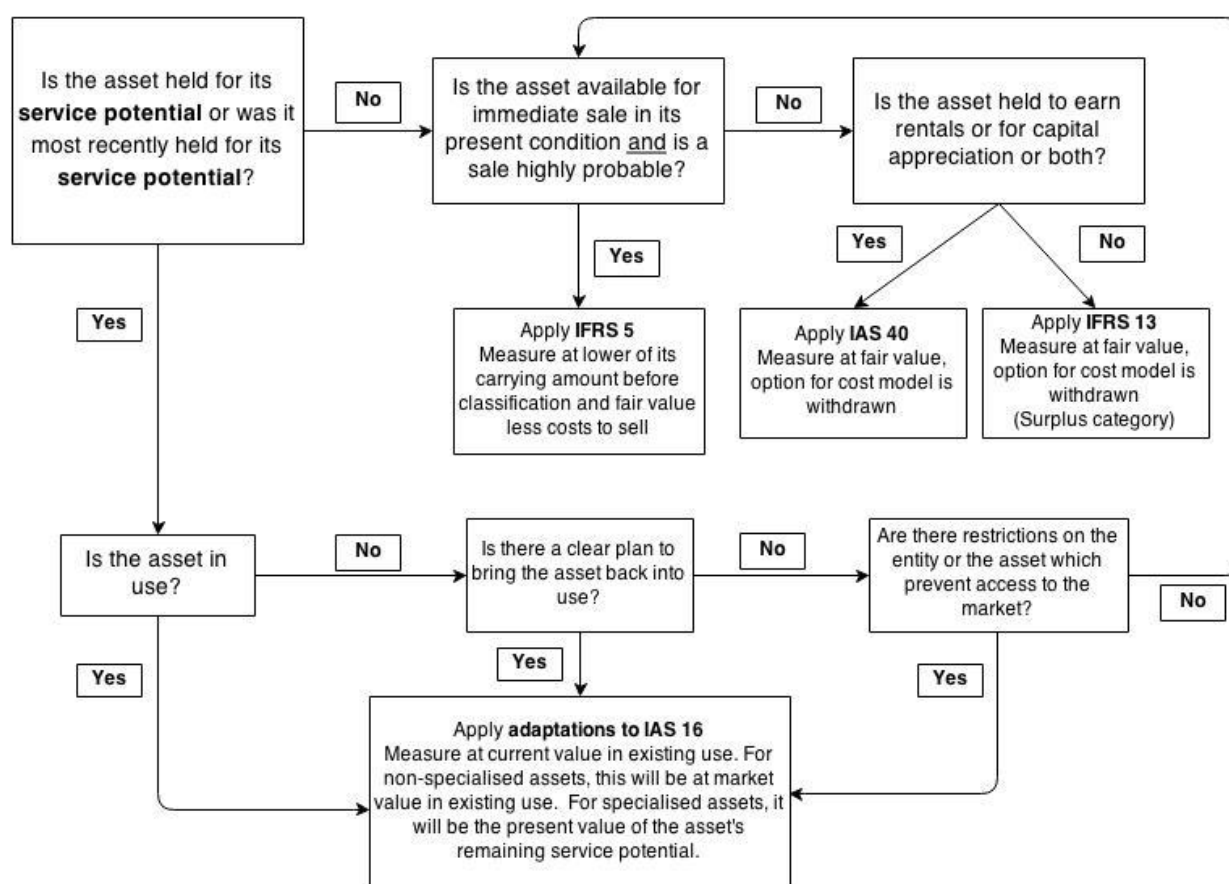 Is the asset held for its
service potential or was it
most recently held for its
service potential?
No
Is the asset available for
immediate sale in its
present condition and is a
sale highly probable?
No
Is the asset held to earn
rentals or for capital
appreciation or both?
Yes
Yes
Yes
No
Apply IFRS 5
Measure at lower of its
carrying amount before
classification and fair value
less costs to sell
Apply IAS 40
Measure at fair value,
option for cost model is
withdrawn
Apply IFRS 13
Measure at fair value,
option for cost model is
withdrawn
(Surplus category)
Is the asset in
use?
No
Is there a clear plan to
bring the asset back into
use?
No
Are there restrictions on the
entity or the asset which
prevent access to the
market?
No
Yes
Yes
Yes
Apply adaptations to IAS 16
Measure at current value in existing use. For
non-specialised assets, this will be at market
value in existing use. For specialised assets, it
will be the present value of the asset's
remaining service potential.